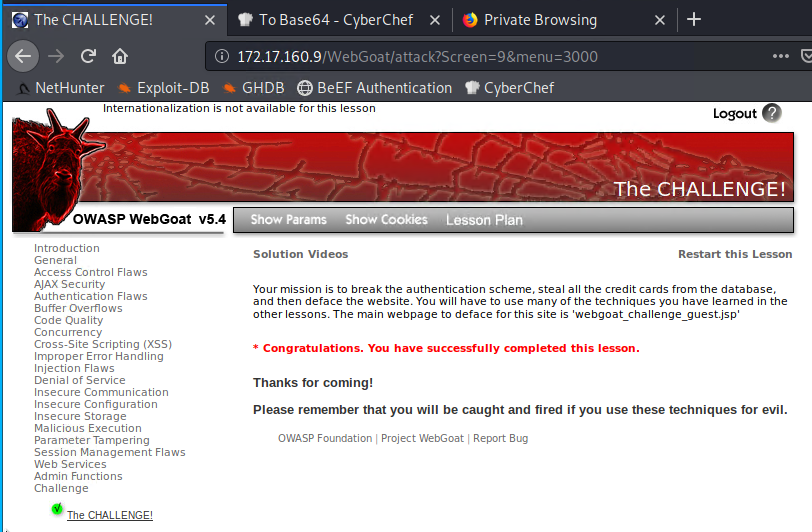 The CHALLENGE!
To Base64 - CyberChef
Private Browsing
172.17.160.9/WebGoat/attack?Screen=9&menu=3000
NetHunter
Exploit-DB
GHDB
BeEF Authentication
CyberChef
Internationalization is not available for this lesson
Logout ?
The CHALLENGE!
OWASP WebGoat v5.4
Show Params
Show Cookies
Lesson Plan
Introduction
General
Access Control Flaws
AJAX Security
Authentication Flaws
Buffer Overflows
Code Quality
Concurrency
Cross-Site Scripting (XSS)
Improper Error Handling
Injection Flaws
Denial of Service
Insecure Communication
Insecure Configuration
Insecure Storage
Malicious Execution
Parameter Tampering
Session Management Flaws
Web Services
Admin Functions
Challenge
The CHALLENGE!
Solution Videos
Restart this Lesson
Your mission is to break the authentication scheme, steal all the credit cards from the database,
and then deface the website. You will have to use many of the techniques you have learned in the
other lessons. The main webpage to deface for this site is 'webgoat_challenge_guest.jsp'
* Congratulations. You have successfully completed this lesson.
Thanks for coming!
Please remember that you will be caught and fired if you use these techniques for evil.
OWASP Foundation | Project WebGoat | Report Bug